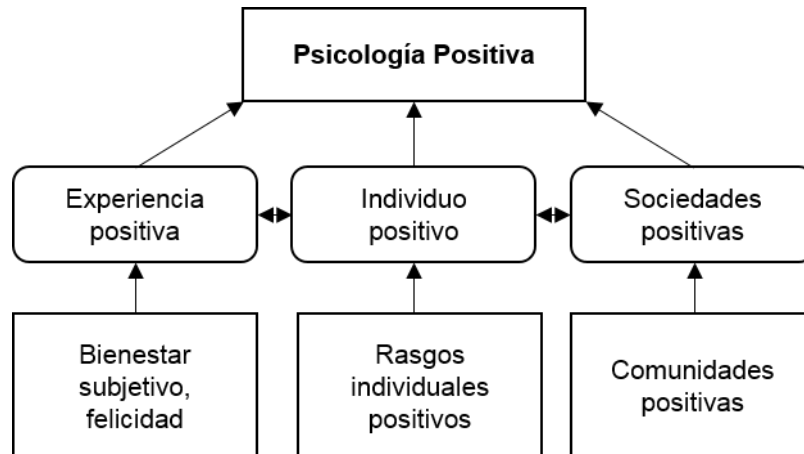 Psicología Positiva
Experiencia
positiva
Individuo
positivo
Sociedades
positivas
Bienestar
subjetivo,
felicidad
Rasgos
individuales
positivos
Comunidades
positivas